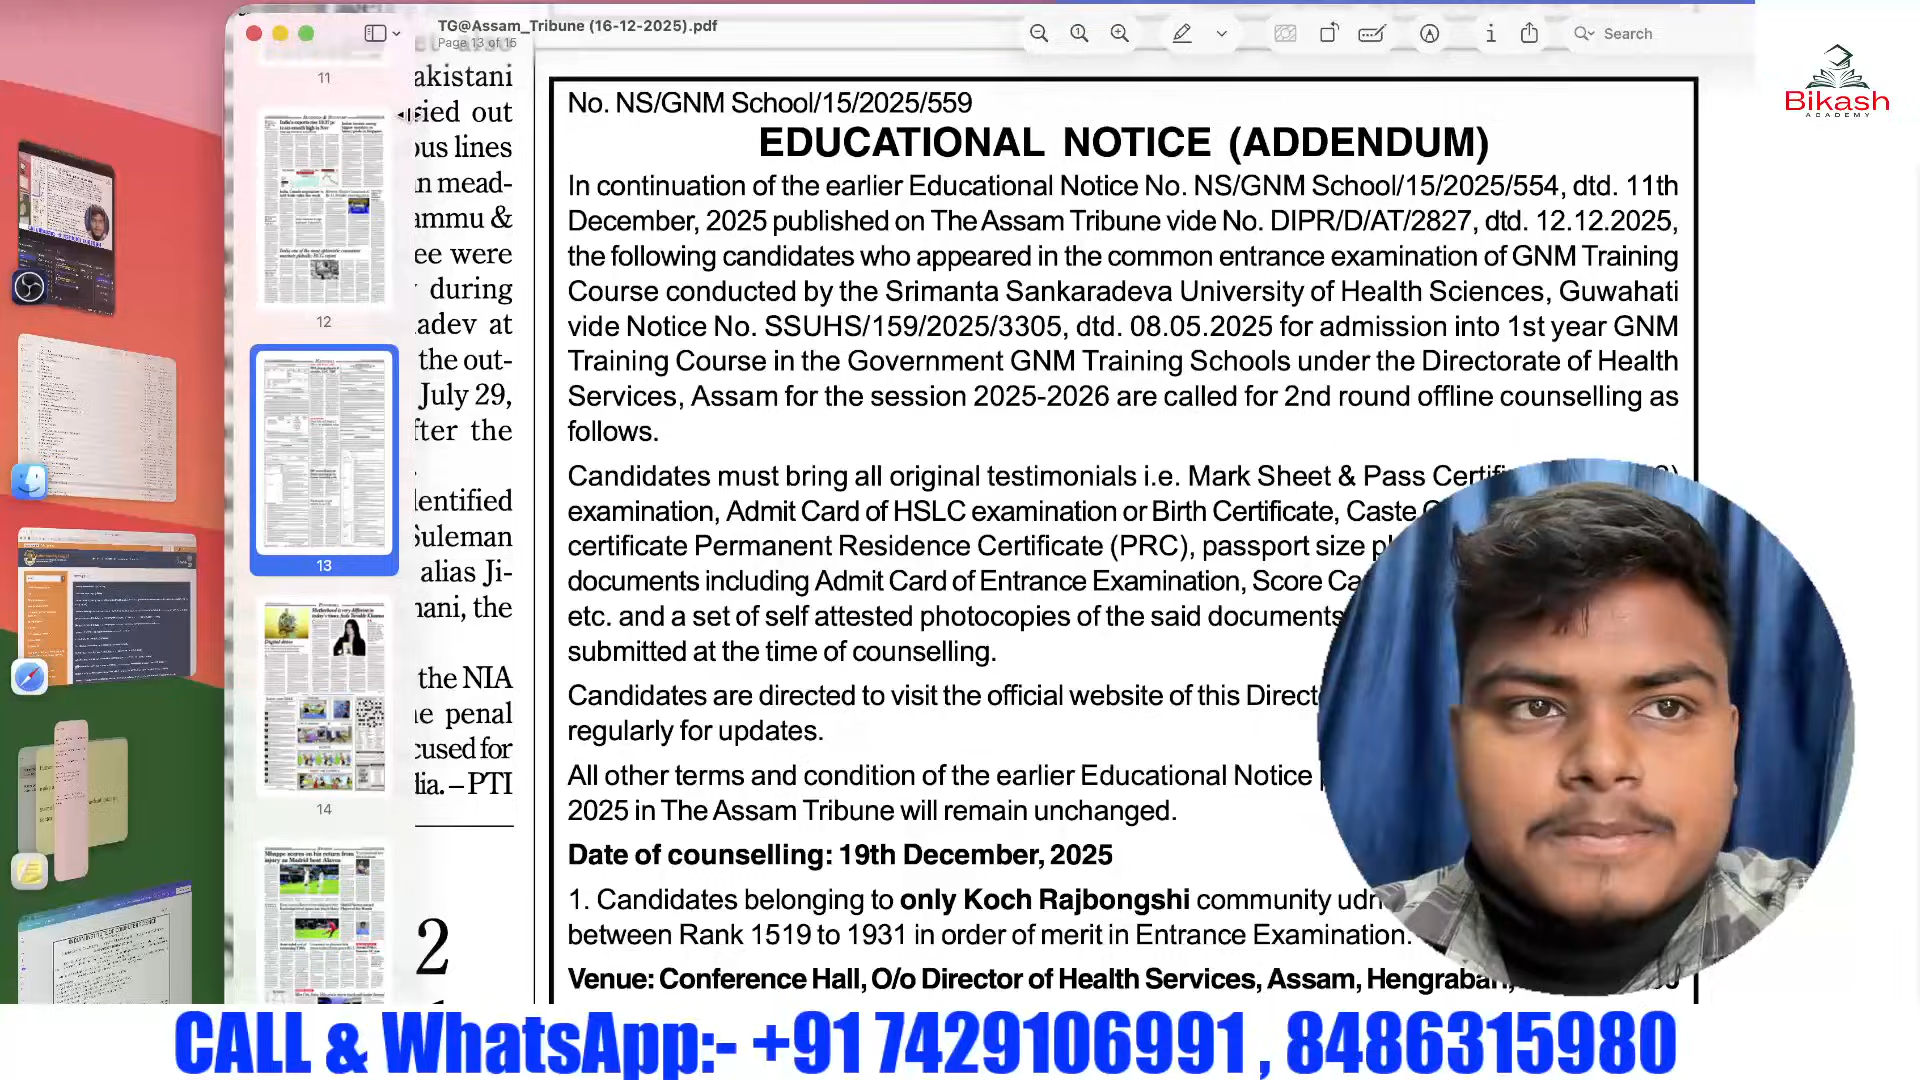 TG@Assam_Tribune (16-12-2025).pdf
Page 13 of 15
Search
Bikash
ACADEMY
11
12
13
14
akistani
ried out
ous lines
n mead-
ammu &
ee were
during
adev at
the out-
July 29,
fter the
lentified
Suleman
alias Ji-
nani, the
the NIA
e penal
cused for
dia. – PTI
2
No. NS/GNM School/15/2025/559
EDUCATIONAL NOTICE (ADDENDUM)
In continuation of the earlier Educational Notice No. NS/GNM School/15/2025/554, dtd. 11th
December, 2025 published on The Assam Tribune vide No. DIPR/D/AT/2827, dtd. 12.12.2025,
the following candidates who appeared in the common entrance examination of GNM Training
Course conducted by the Srimanta Sankaradeva University of Health Sciences, Guwahati
vide Notice No. SSUHS/159/2025/3305, dtd. 08.05.2025 for admission into 1st year GNM
Training Course in the Government GNM Training Schools under the Directorate of Health
Services, Assam for the session 2025-2026 are called for 2nd round offline counselling as
follows.
Candidates must bring all original testimonials i.e. Mark Sheet & Pass
examination, Admit Card of HSLC examination or Birth Certificate, Caste
certificate Permanent Residence Certificate (PRC), passport size
documents including Admit Card of Entrance Examination, Score
etc. and a set of self attested photocopies of the said documents
submitted at the time of counselling.
Candidates are directed to visit the official website of this
regularly for updates.
All other terms and condition of the earlier Educational Notice
2025 in The Assam Tribune will remain unchanged.
Date of counselling: 19th December, 2025
1. Candidates belonging to only Koch Rajbongshi community
between Rank 1519 to 1931 in order of merit in Entrance Examination.
Venue: Conference Hall, O/o Director of Health Services, Assam,
CALL & WhatsApp:- +91 7429106991 , 8486315980